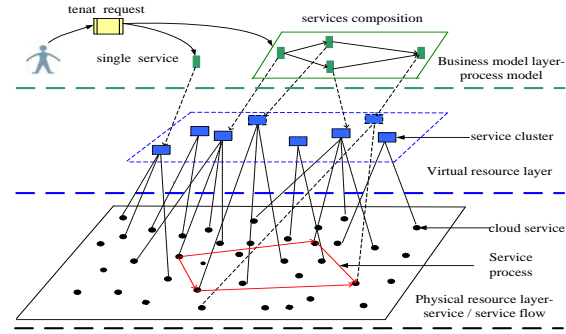 tenat request
services composition
single service
Business model layer-
process model
service cluster
Virtual resource layer
cloud service
Service
process
Physical resource layer-
service / service flow